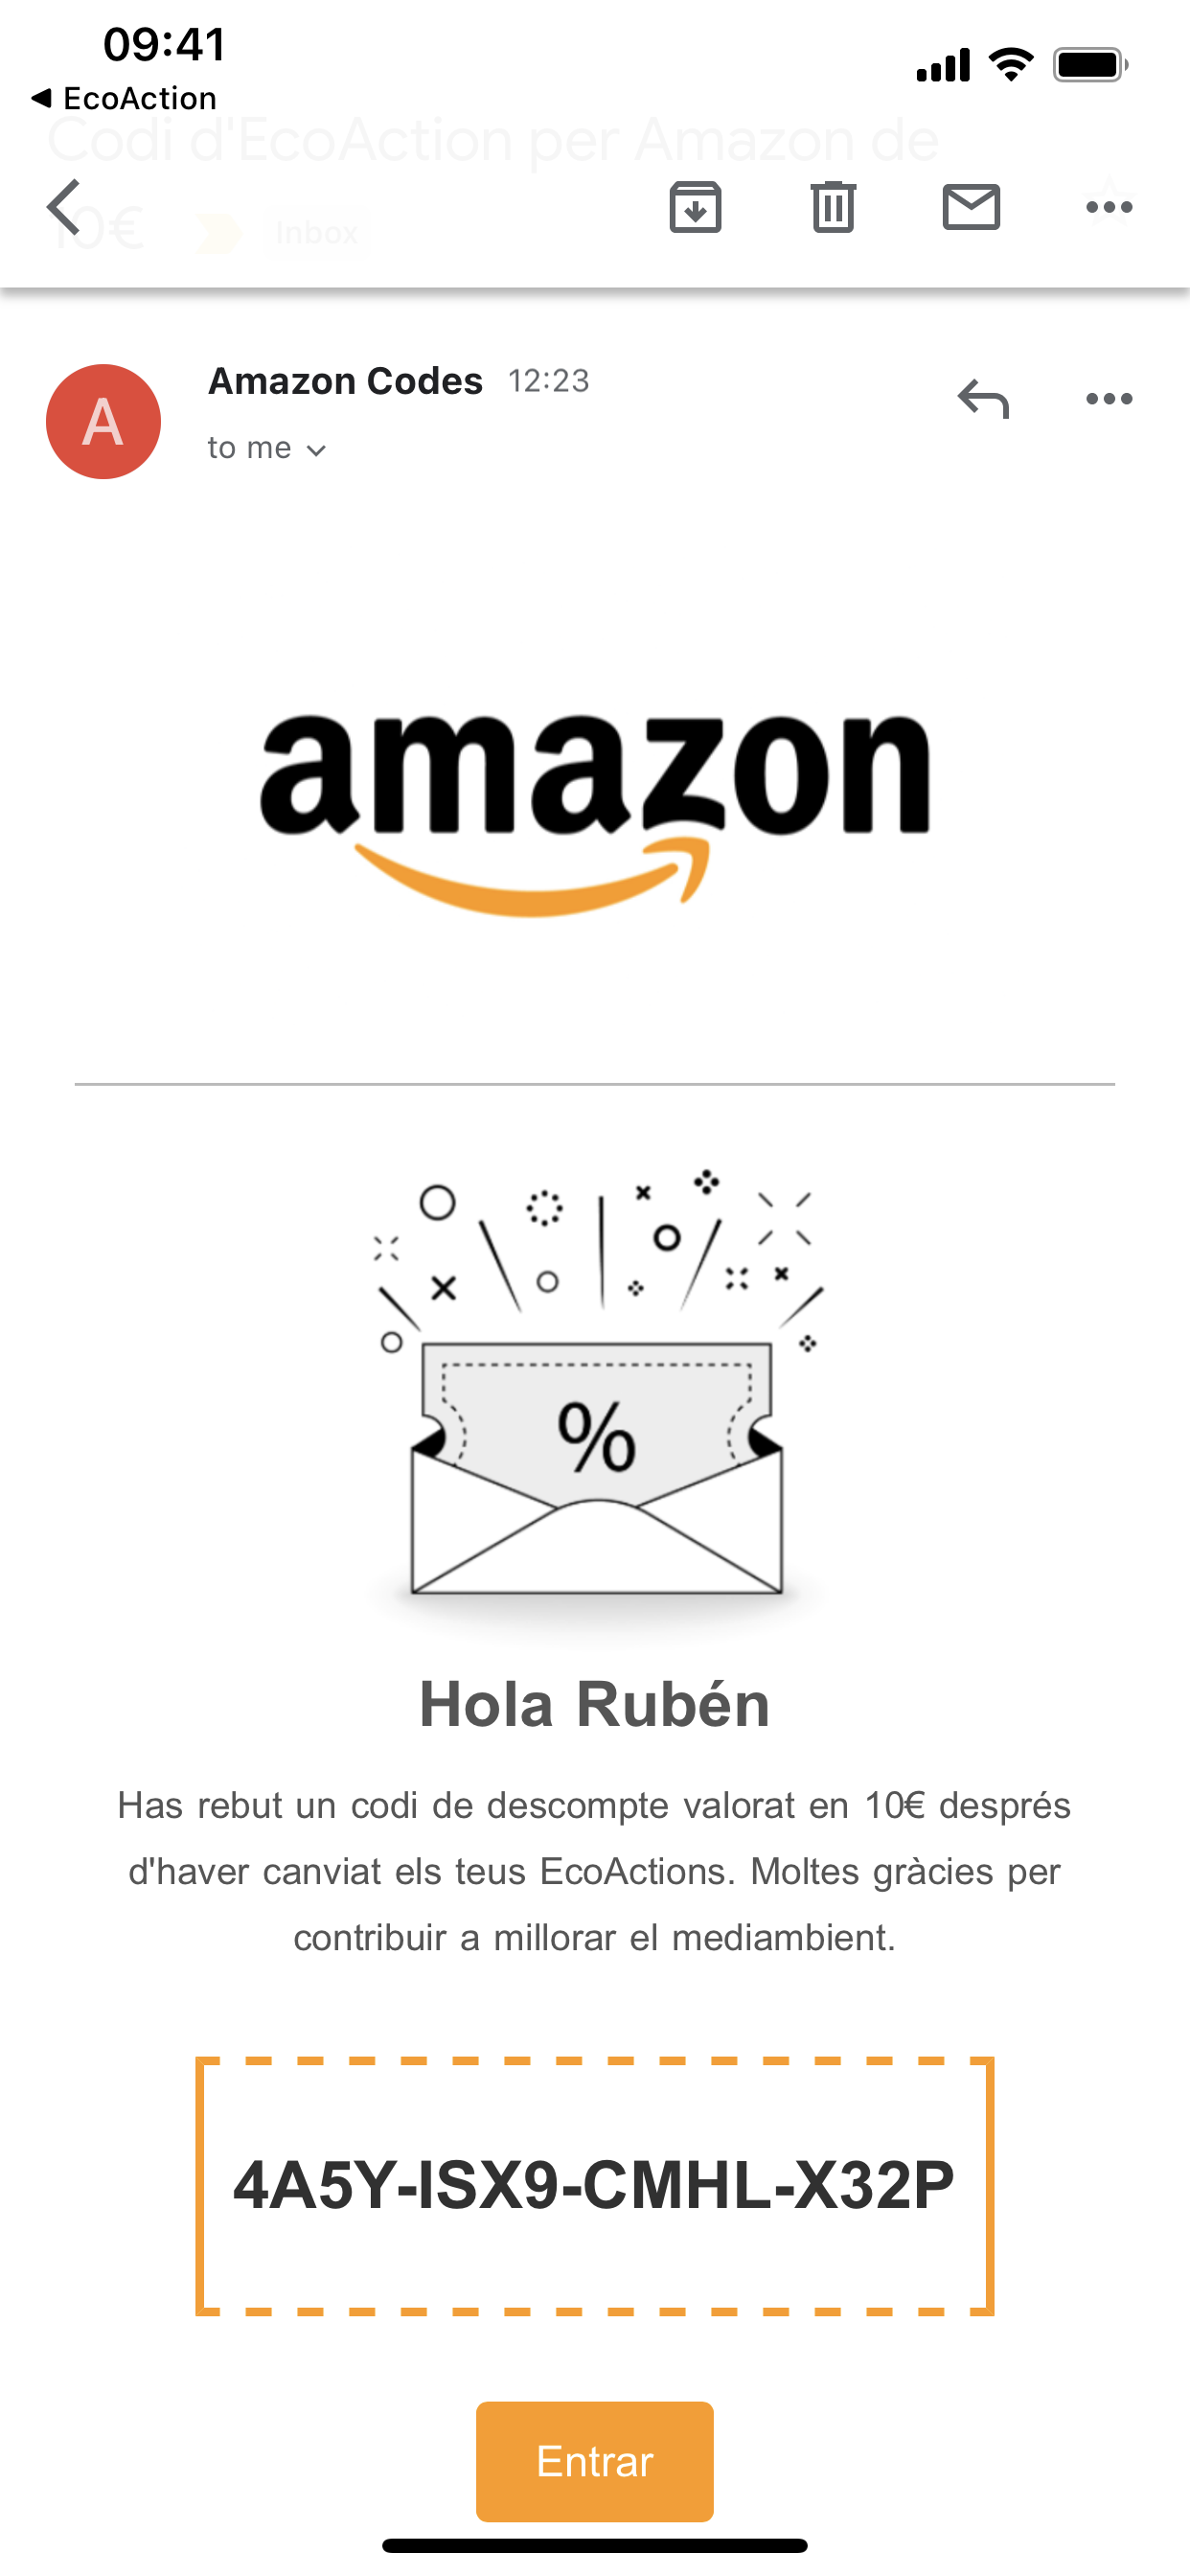 09:41
EcoAction
Codi d'EcoAction per Amazon de
10€ Inbox
A
Amazon Codes 12:23
to me
amazon
%
Hola Rubén
Has rebut un codi de descompte valorat en 10€ després
d'haver canviat els teus EcoActions. Moltes gràcies per
contribuir a millorar el mediambient.
4A5Y-ISX9-CMHL-X32P
Entrar